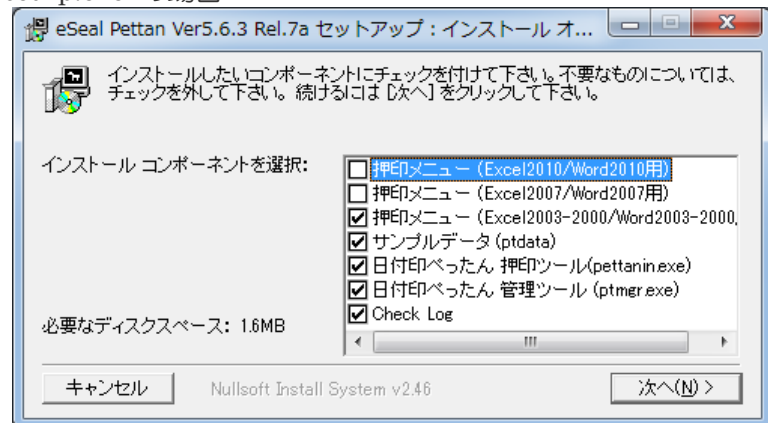 eSeal Pettan Ver5.6.3 Rel.7a セットアップ：インストール オ...
インストールしたいコンポーネントにチェックを付けて下さい。不要なものについては、
チェックを外して下さい。続けるには [次へ] をクリックして下さい。
インストール コンポーネントを選択:
押印メニュー (Excel2010/Word2010用)
押印メニュー (Excel2007/Word2007用)
押印メニュー (Excel2003-2000/Word2003-2000,
サンプルデータ (ptdata)
日付印ぺったん 押印ツール(pettanin.exe)
日付印ぺったん 管理ツール (ptmgr.exe)
Check Log
必要なディスクスペース: 1.6MB
キャンセル
Nullsoft Install System v2.46
次へ(N) >